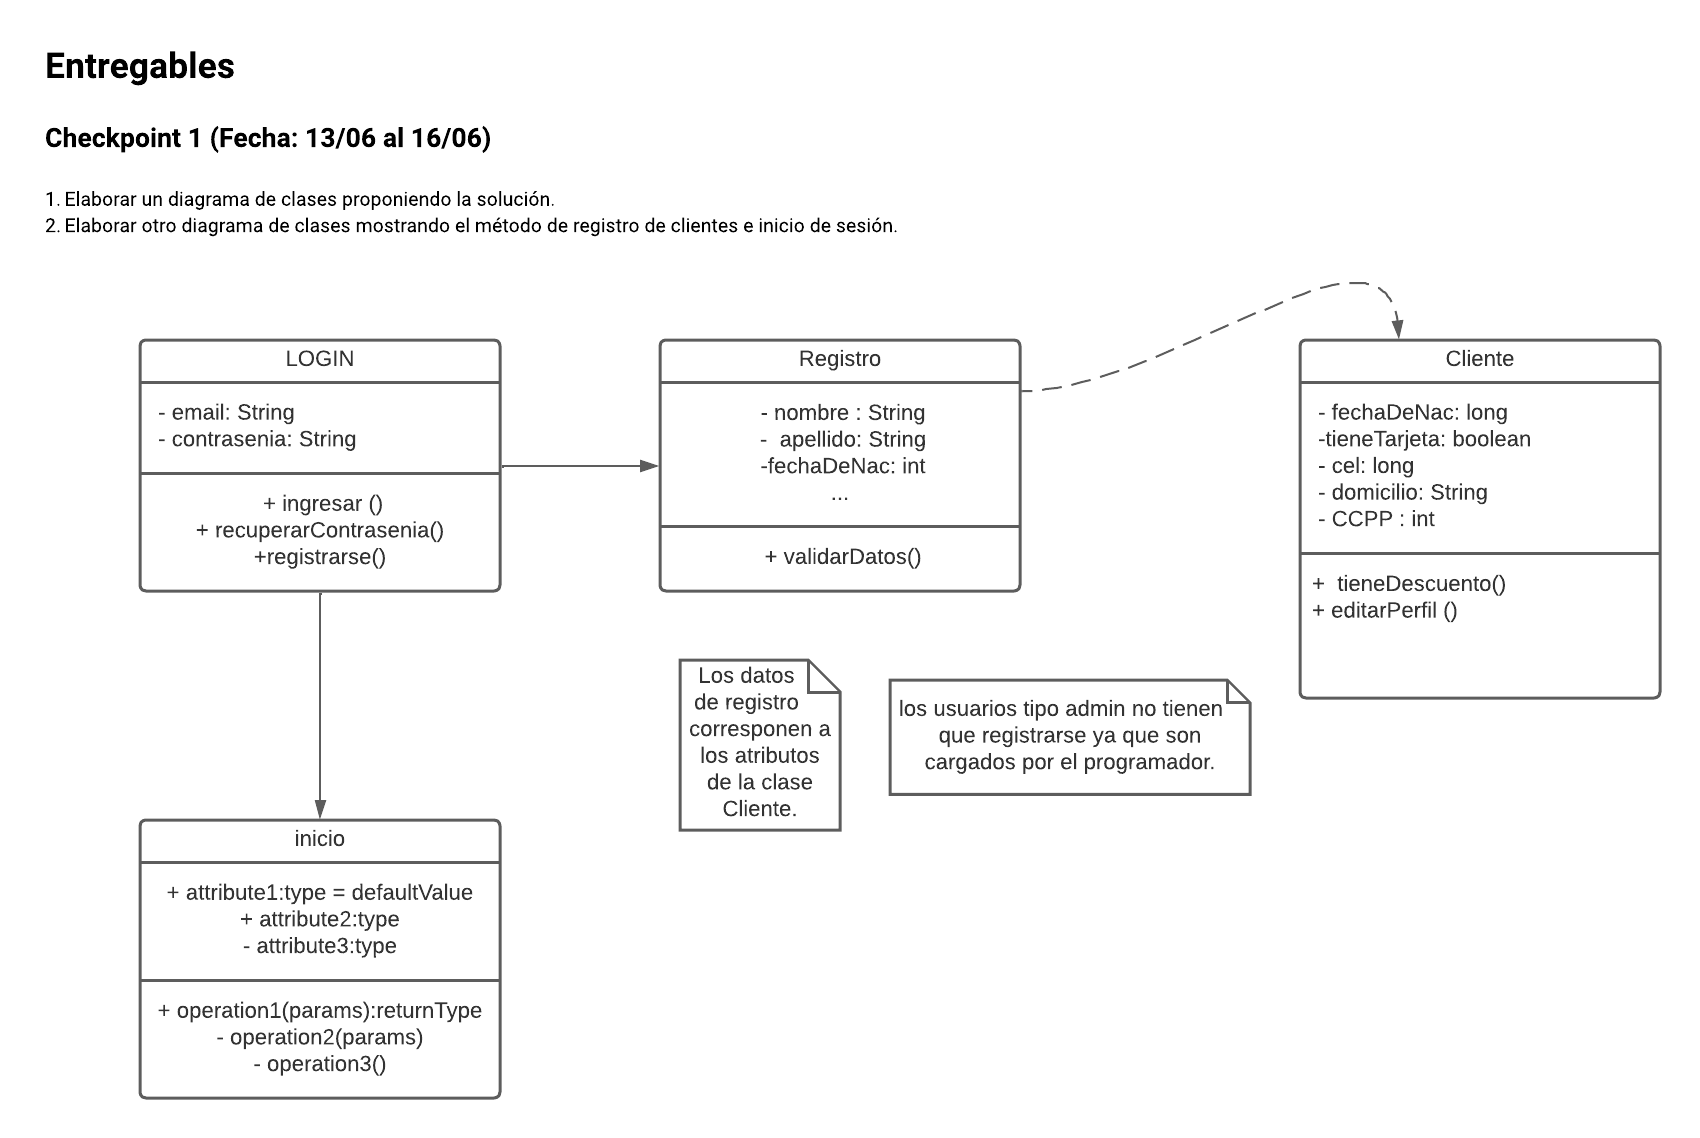 Entregables
Checkpoint 1 (Fecha: 13/06 al 16/06)
1. Elaborar un diagrama de clases proponiendo la solución.
2. Elaborar otro diagrama de clases mostrando el método de registro de clientes e inicio de sesión.
LOGIN
- email: String
- contrasenia: String
+ ingresar ()
+ recuperarContrasenia()
+registrarse()
Registro
- nombre : String
-  apellido: String
-fechaDeNac: int
...
+ validarDatos()
Cliente
- fechaDeNac: long
-tieneTarjeta: boolean
- cel: long
- domicilio: String
- CCPP : int
+  tieneDescuento()
+ editarPerfil ()
Los datos
de registro
corresponen a
los atributos
de la clase
Cliente.
los usuarios tipo admin no tienen
que registrarse ya que son
cargados por el programador.
inicio
+ attribute1:type = defaultValue
+ attribute2:type
- attribute3:type
+ operation1(params):returnType
- operation2(params)
- operation3()